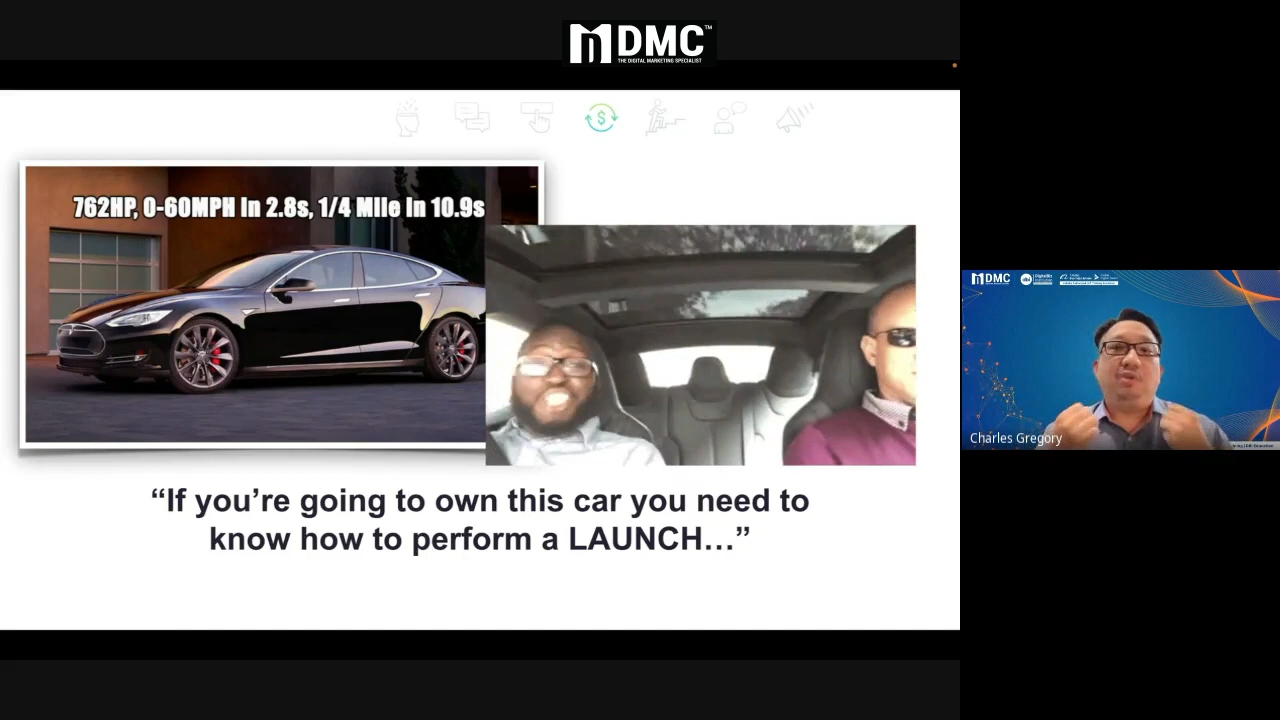 DMC™
THE DIGITAL MARKETING SPECIALIST
762HP, 0-60MPH in 2.8s, 1/4 Mile in 10.9s
“If you’re going to own this car you need to
know how to perform a LAUNCH…”
DMC
Charles Gregory